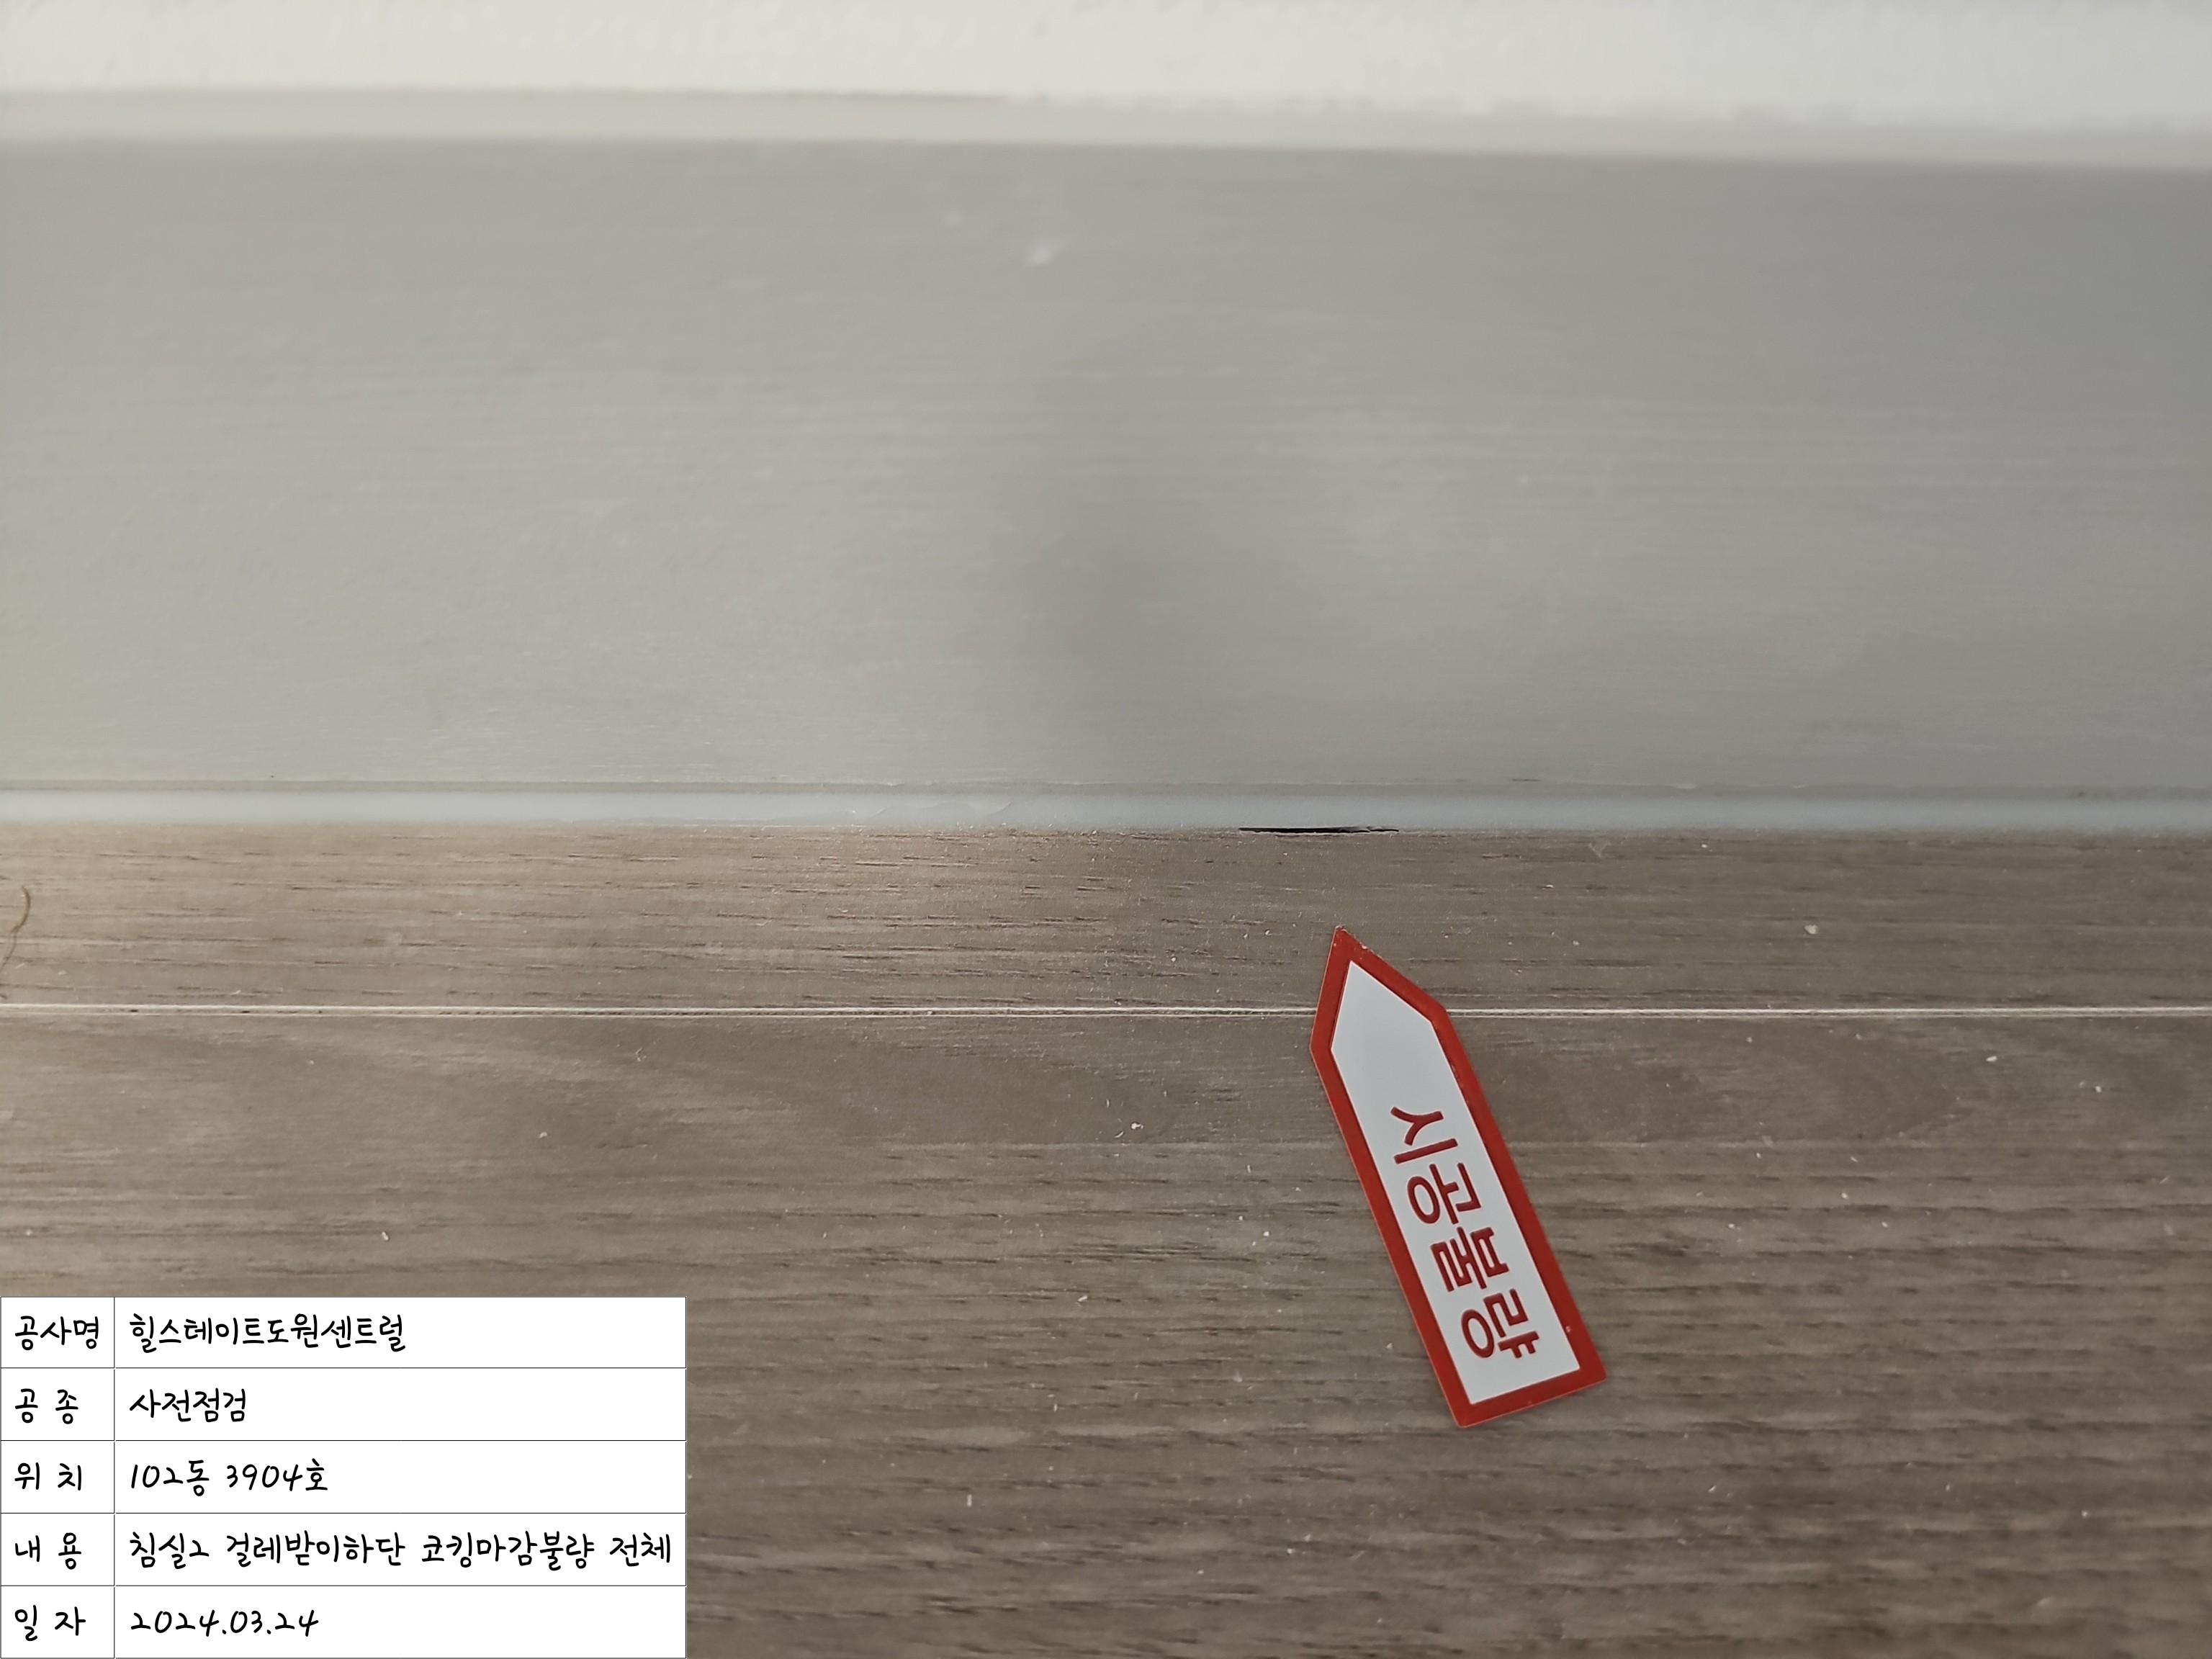 시공불량
공사명 힐스테이트도원센트럴
공 종 사전점검
위 치 102동 3904호
내 용 침실2 걸레받이하단 코킹마감불량 전체
일 자 2024.03.24